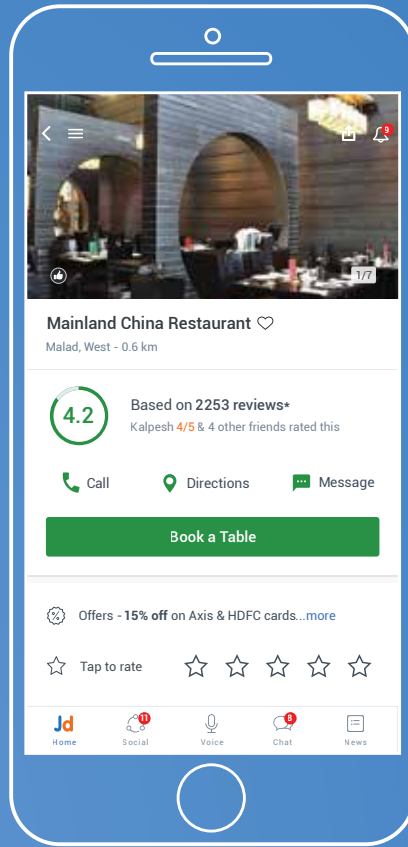 9
1/7
Mainland China Restaurant
Malad, West - 0.6 km
4.2
Based on 2253 reviews*
Kalpesh 4/5 & 4 other friends rated this
Call Directions Message
Book a Table
Offers - 15% off on Axis & HDFC cards...more
Tap to rate
Jd 11 8
Home Social Voice Chat News